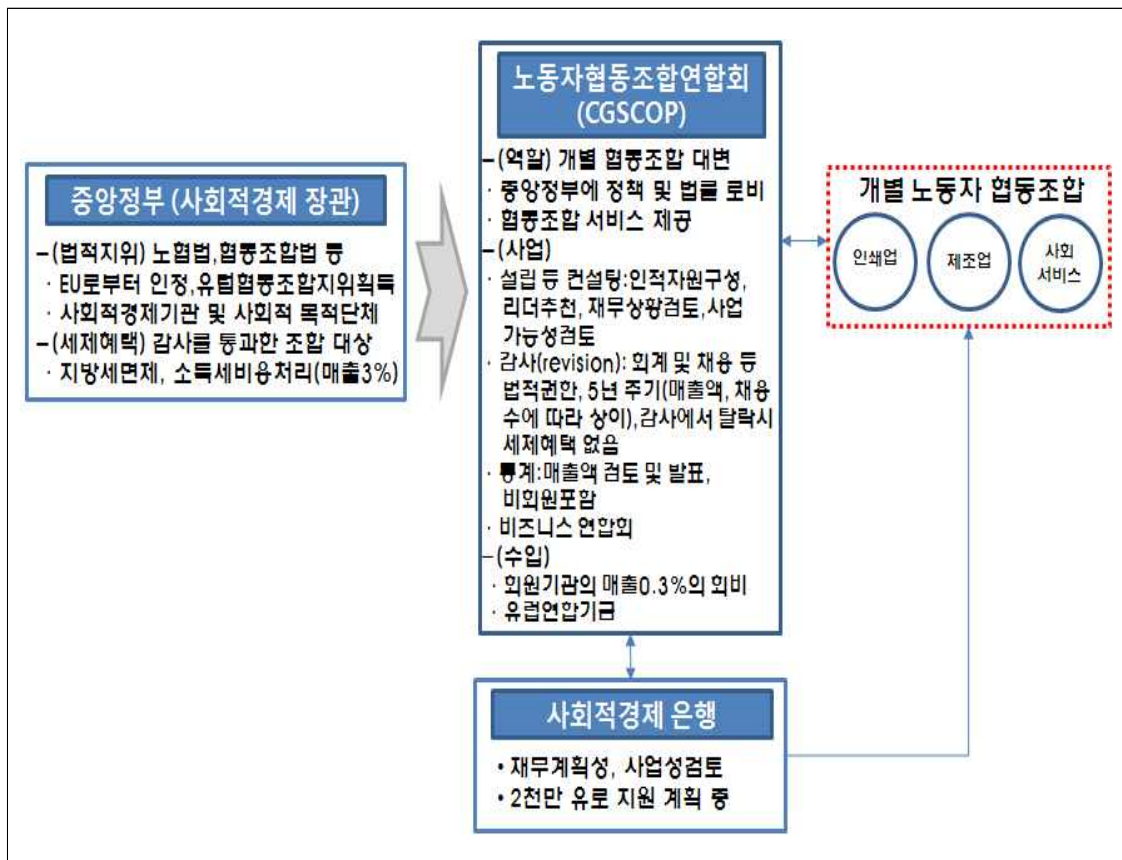 중앙정부 (사회적경제 장관)
–(법적지위) 노협법,협동조합법 등
· EU로부터 인정,유럽협동조합지위획득
· 사회적경제기관 및 사회적 목적단체
–(세제혜택) 감사를 통과한 조합 대상
· 지방세면제, 소득세비용처리(매출3%)
노동자협동조합연합회
(CGSCOP)
–(역할) 개별 협동조합 대변
· 중앙정부에 정책 및 법률 로비
· 협동조합 서비스 제공
–(사업)
· 설립 등 컨설팅:인적자원구성,
리더추천, 재무상황검토,사업
가능성검토
· 감사(revision): 회계 및 채용 등
법적권한, 5년 주기(매출액, 채용
수에 따라 상이),감사에서 탈락시
세제혜택 없음
· 통계:매출액 검토 및 발표,
비회원포함
· 비즈니스 연합회
–(수입)
· 회원기관의 매출0.3%의 회비
· 유럽연합기금
개별 노동자 협동조합
인쇄업
제조업
사회
서비스
사회적경제 은행
• 재무계획성, 사업성검토
• 2천만 유로 지원 계획 중